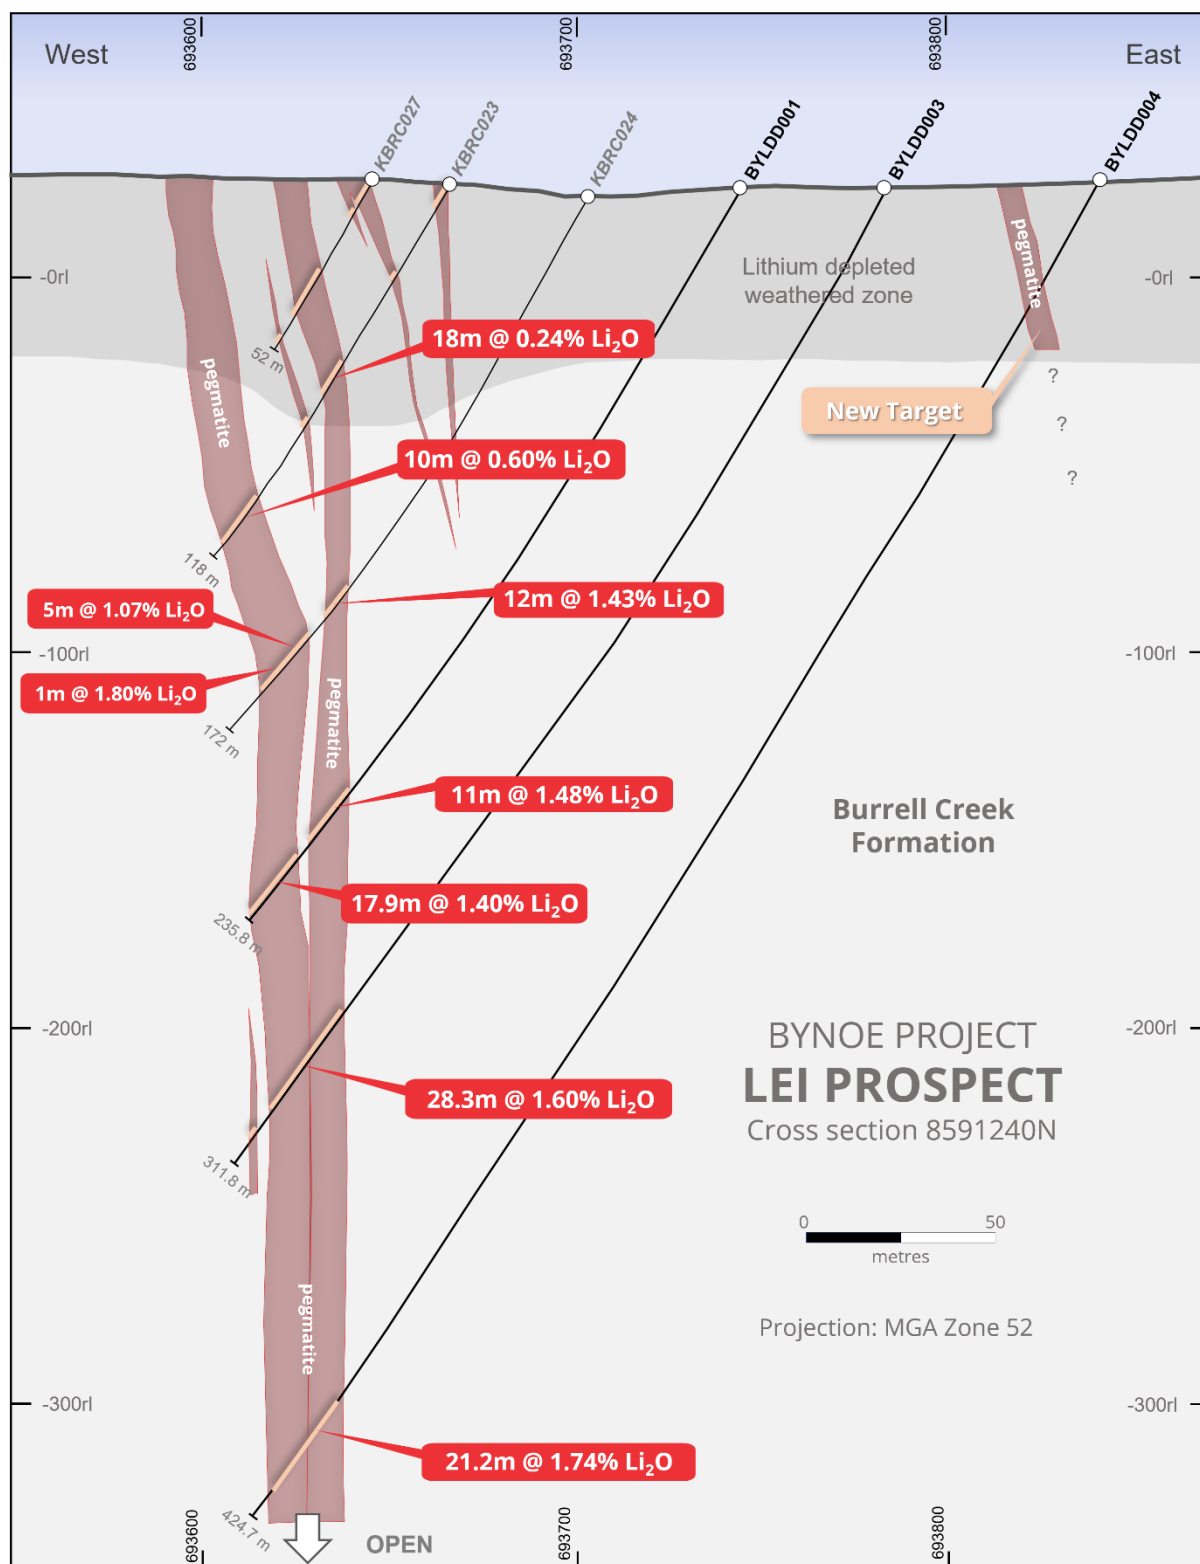 693600
693700
693800
West
East
KBRC027
KBRC023
KBRC024
BYLDD001
BYLDD003
BYLDD004
-0rl
-0rl
Lithium depleted
weathered zone
pegmatite
52 m
18m @ 0.24% Li₂O
pegmatite
?
New Target
?
10m @ 0.60% Li₂O
?
118 m
5m @ 1.07% Li₂O
12m @ 1.43% Li₂O
-100rl
-100rl
1m @ 1.80% Li₂O
pegmatite
172 m
11m @ 1.48% Li₂O
Burrell Creek
Formation
17.9m @ 1.40% Li₂O
235.8 m
-200rl
-200rl
BYNOE PROJECT
LEI PROSPECT
Cross section 8591240N
28.3m @ 1.60% Li₂O
311.8 m
0
50
metres
pegmatite
Projection: MGA Zone 52
-300rl
-300rl
21.2m @ 1.74% Li₂O
424.7 m
OPEN
693600
693700
693800